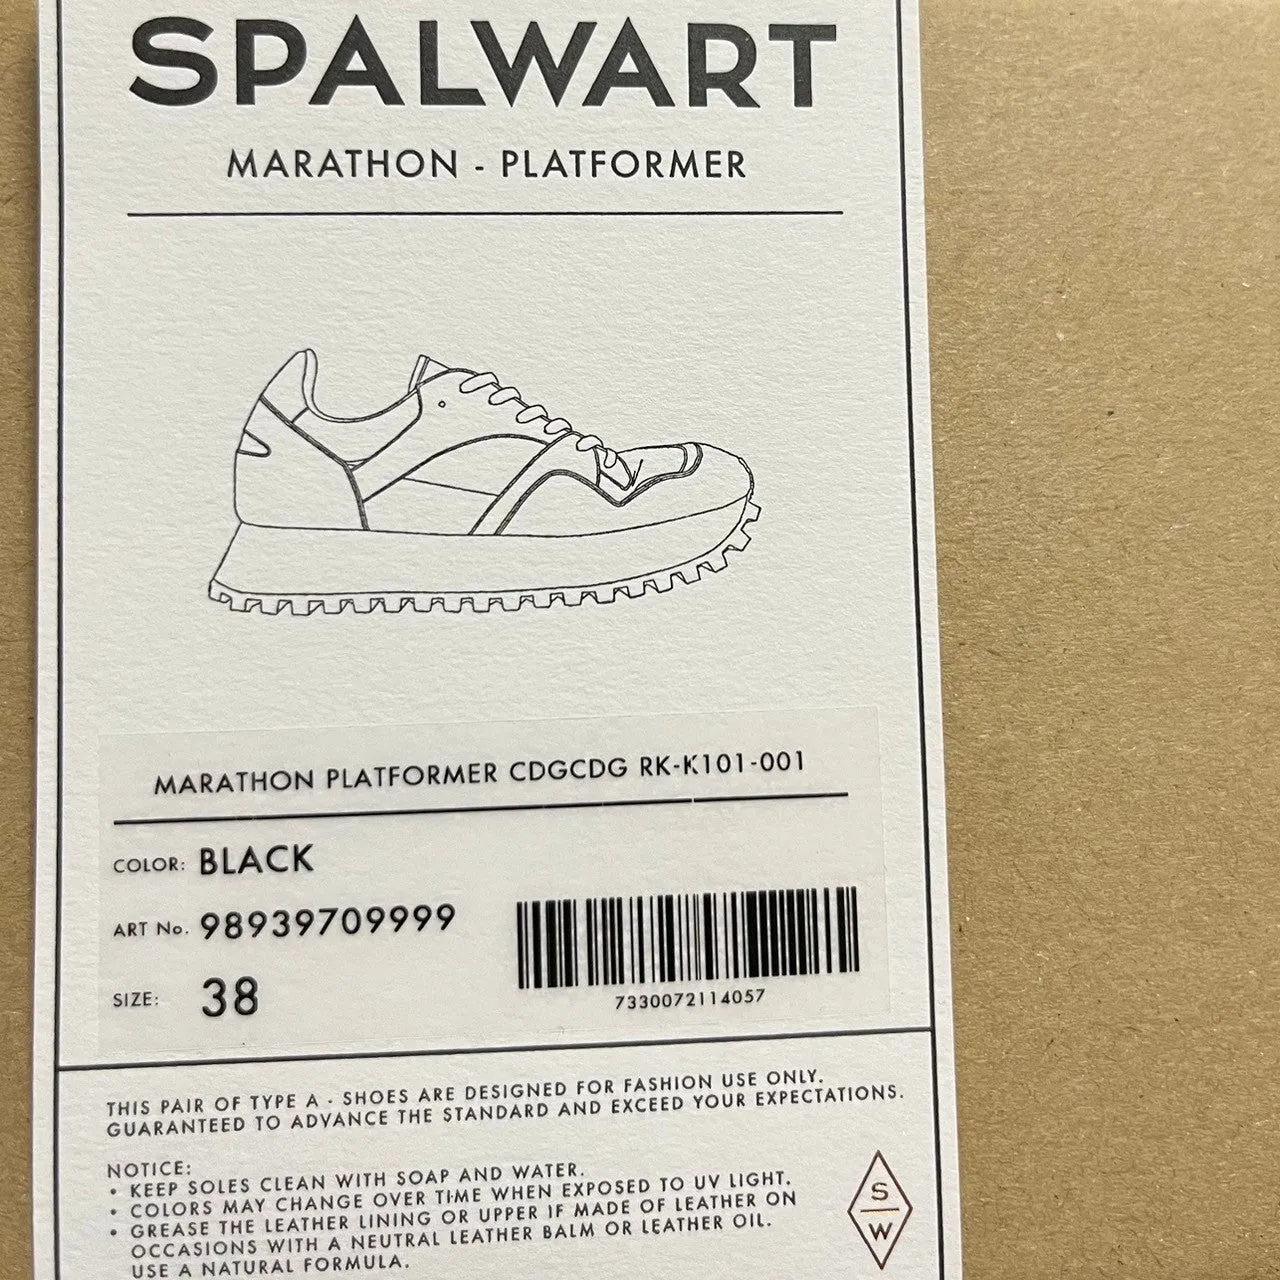 SPALWART
MARATHON - PLATFORMER
MARATHON PLATFORMER CDGCDG RK-K101-001
COLOR: BLACK
ART No. 98939709999
SIZE: 38
7330072114057
THIS PAIR OF TYPE A - SHOES ARE DESIGNED FOR FASHION USE ONLY.
GUARANTEED TO ADVANCE THE STANDARD AND EXCEED YOUR EXPECTATIONS.
NOTICE:
• KEEP SOLES CLEAN WITH SOAP AND WATER.
• COLORS MAY CHANGE OVER TIME WHEN EXPOSED TO UV LIGHT.
• GREASE THE LEATHER LINING OR UPPER IF MADE OF LEATHER ON
OCCASIONS WITH A NEUTRAL LEATHER BALM OR LEATHER OIL.
USE A NATURAL FORMULA.
S
W